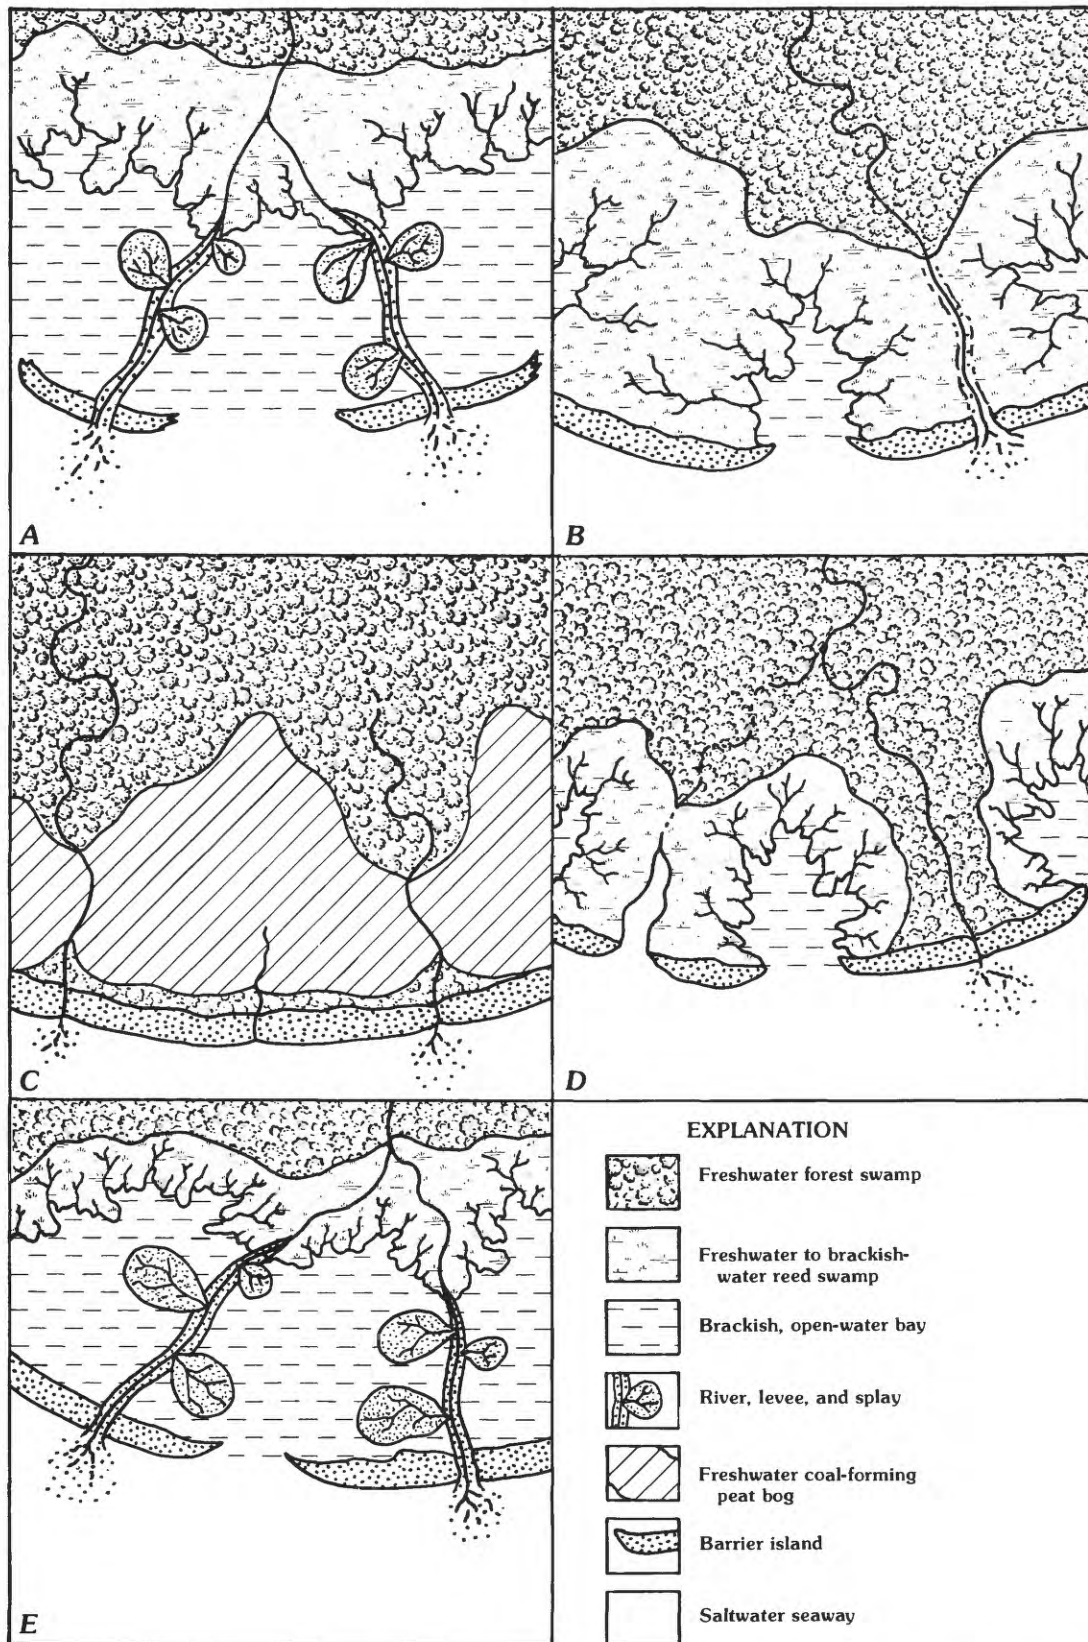 A
B
C
D
E
EXPLANATION
Freshwater forest swamp
Freshwater to brackish-
water reed swamp
Brackish, open-water bay
River, levee, and splay
Freshwater coal-forming
peat bog
Barrier island
Saltwater seaway